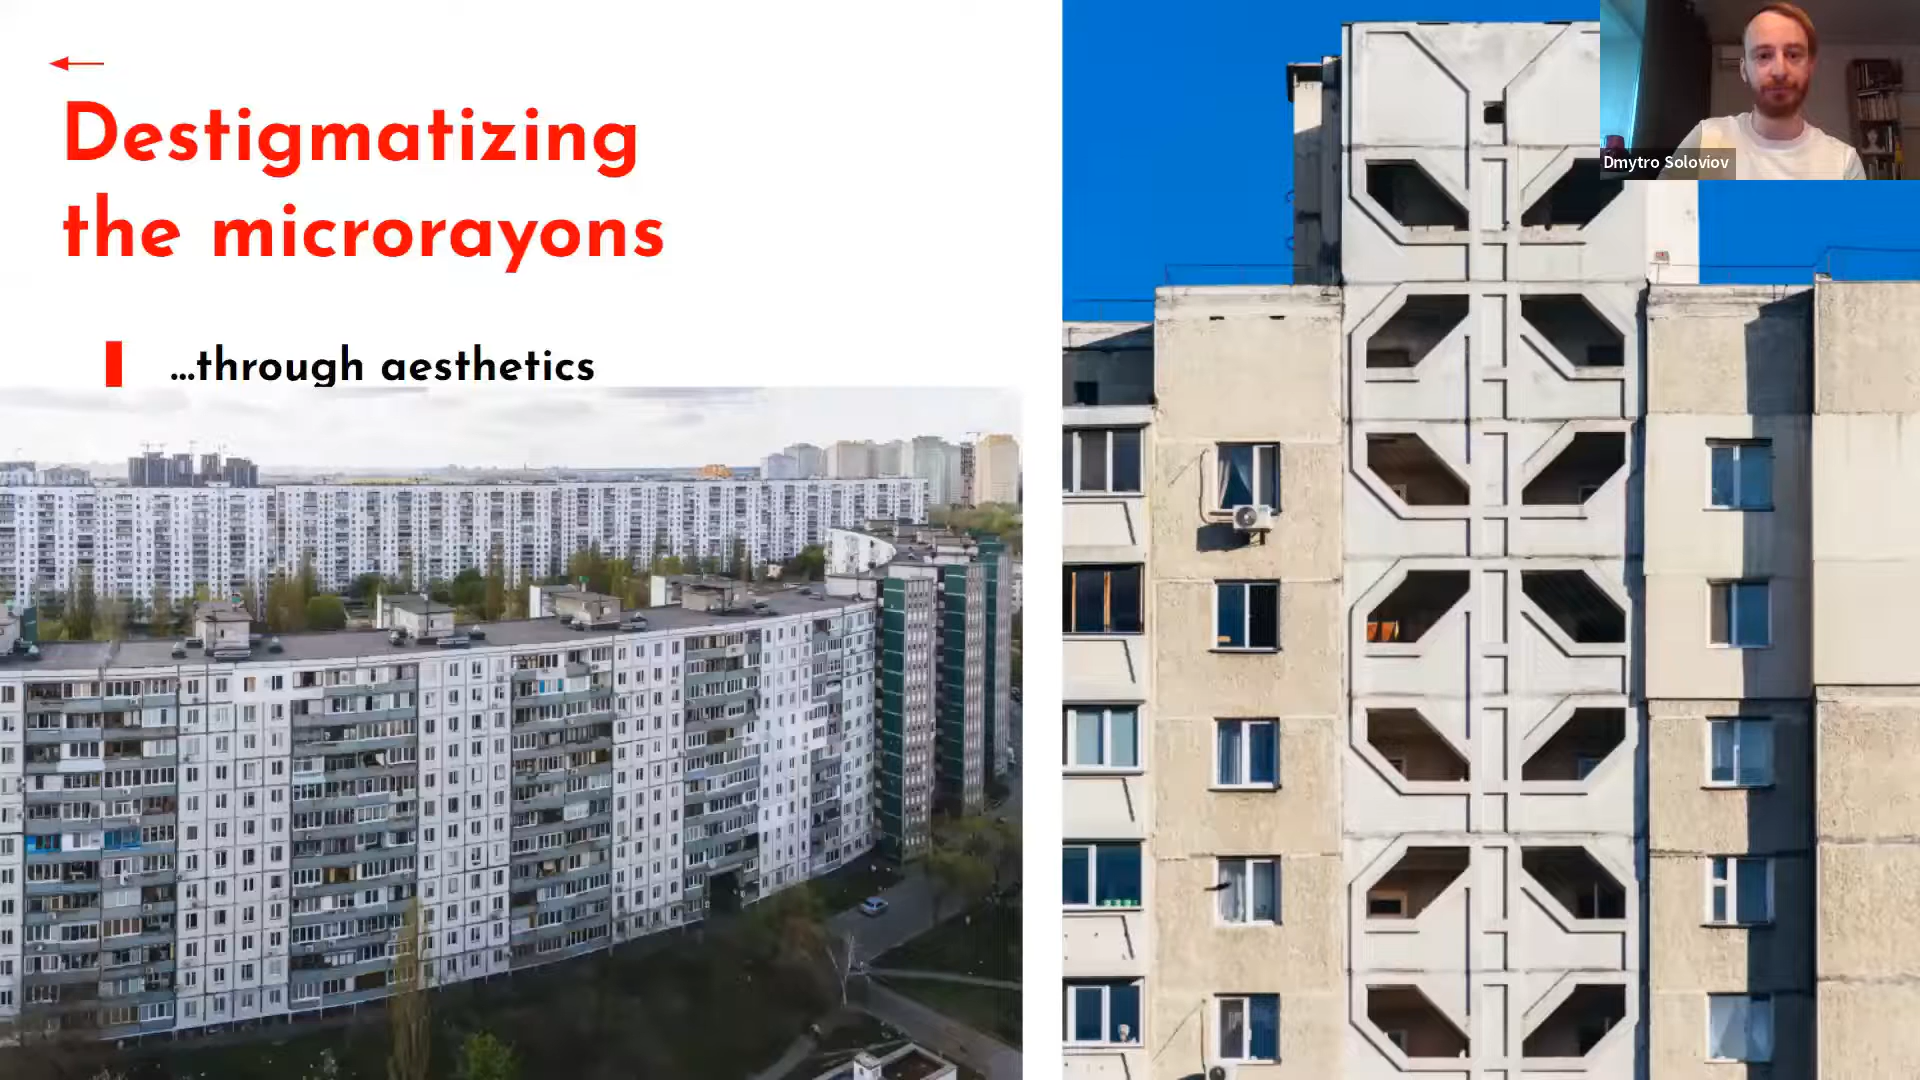 Destigmatizing
the microrayons
...through aesthetics
Dmytro Soloviov